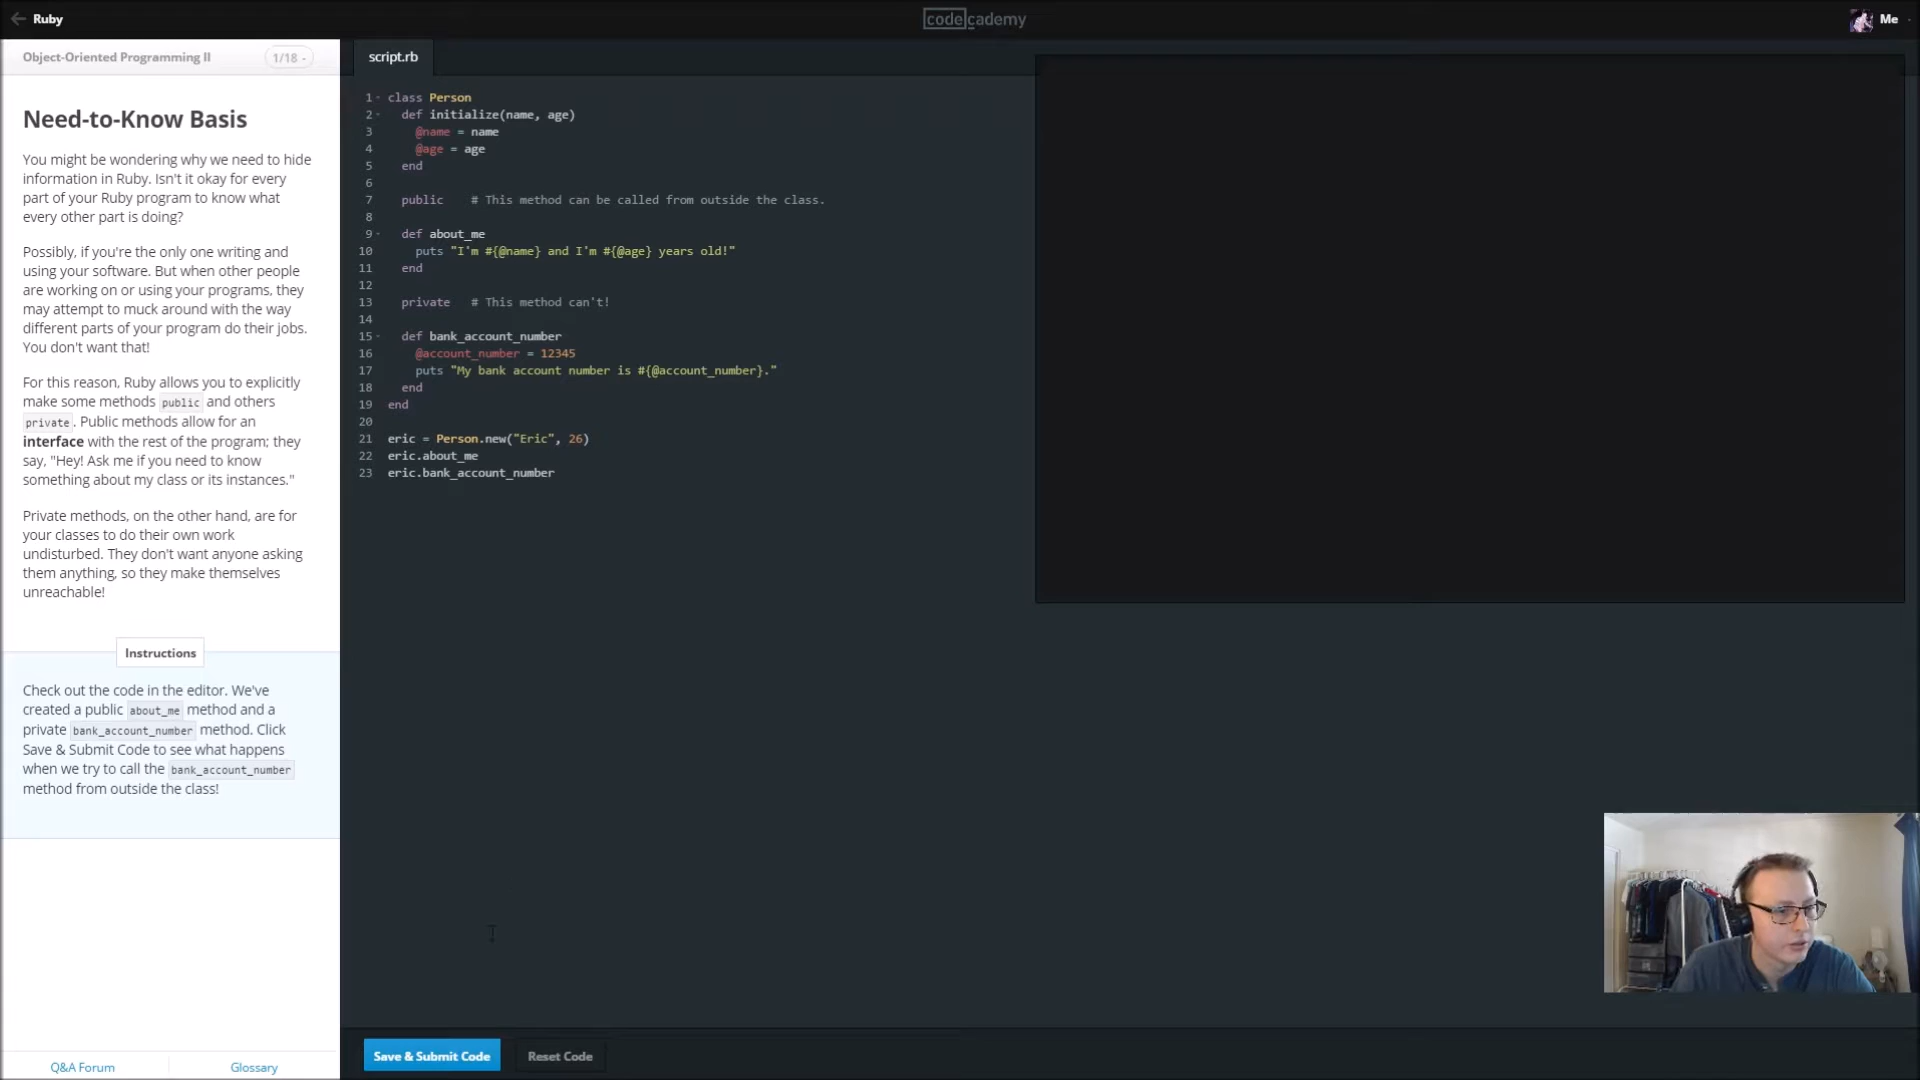 Ruby
codecademy
Me
Object-Oriented Programming II
1/18
script.rb
Need-to-Know Basis
You might be wondering why we need to hide
information in Ruby. Isn't it okay for every
part of your Ruby program to know what
every other part is doing?
Possibly, if you're the only one writing and
using your software. But when other people
are working on or using your programs, they
may attempt to muck around with the way
different parts of your program do their jobs.
You don't want that!
For this reason, Ruby allows you to explicitly
make some methods public and others
private. Public methods allow for an
interface with the rest of the program; they
say, "Hey! Ask me if you need to know
something about my class or its instances."
Private methods, on the other hand, are for
your classes to do their own work
undisturbed. They don't want anyone asking
them anything, so they make themselves
unreachable!
Instructions
Check out the code in the editor. We've
created a public about_me method and a
private bank_account_number method. Click
Save & Submit Code to see what happens
when we try to call the bank_account_number
method from outside the class!
Q&A Forum
Glossary
1 class Person
2 def initialize(name, age)
3 @name = name
4 @age = age
5 end
6
7 public # This method can be called from outside the class.
8
9 def about_me
10 puts "I'm #{@name} and I'm #{@age} years old!"
11 end
12
13 private # This method can't!
14
15 def bank_account_number
16 @account_number = 12345
17 puts "My bank account number is #{@account_number}."
18 end
19 end
20
21 eric = Person.new("Eric", 26)
22 eric.about_me
23 eric.bank_account_number
Save & Submit Code
Reset Code